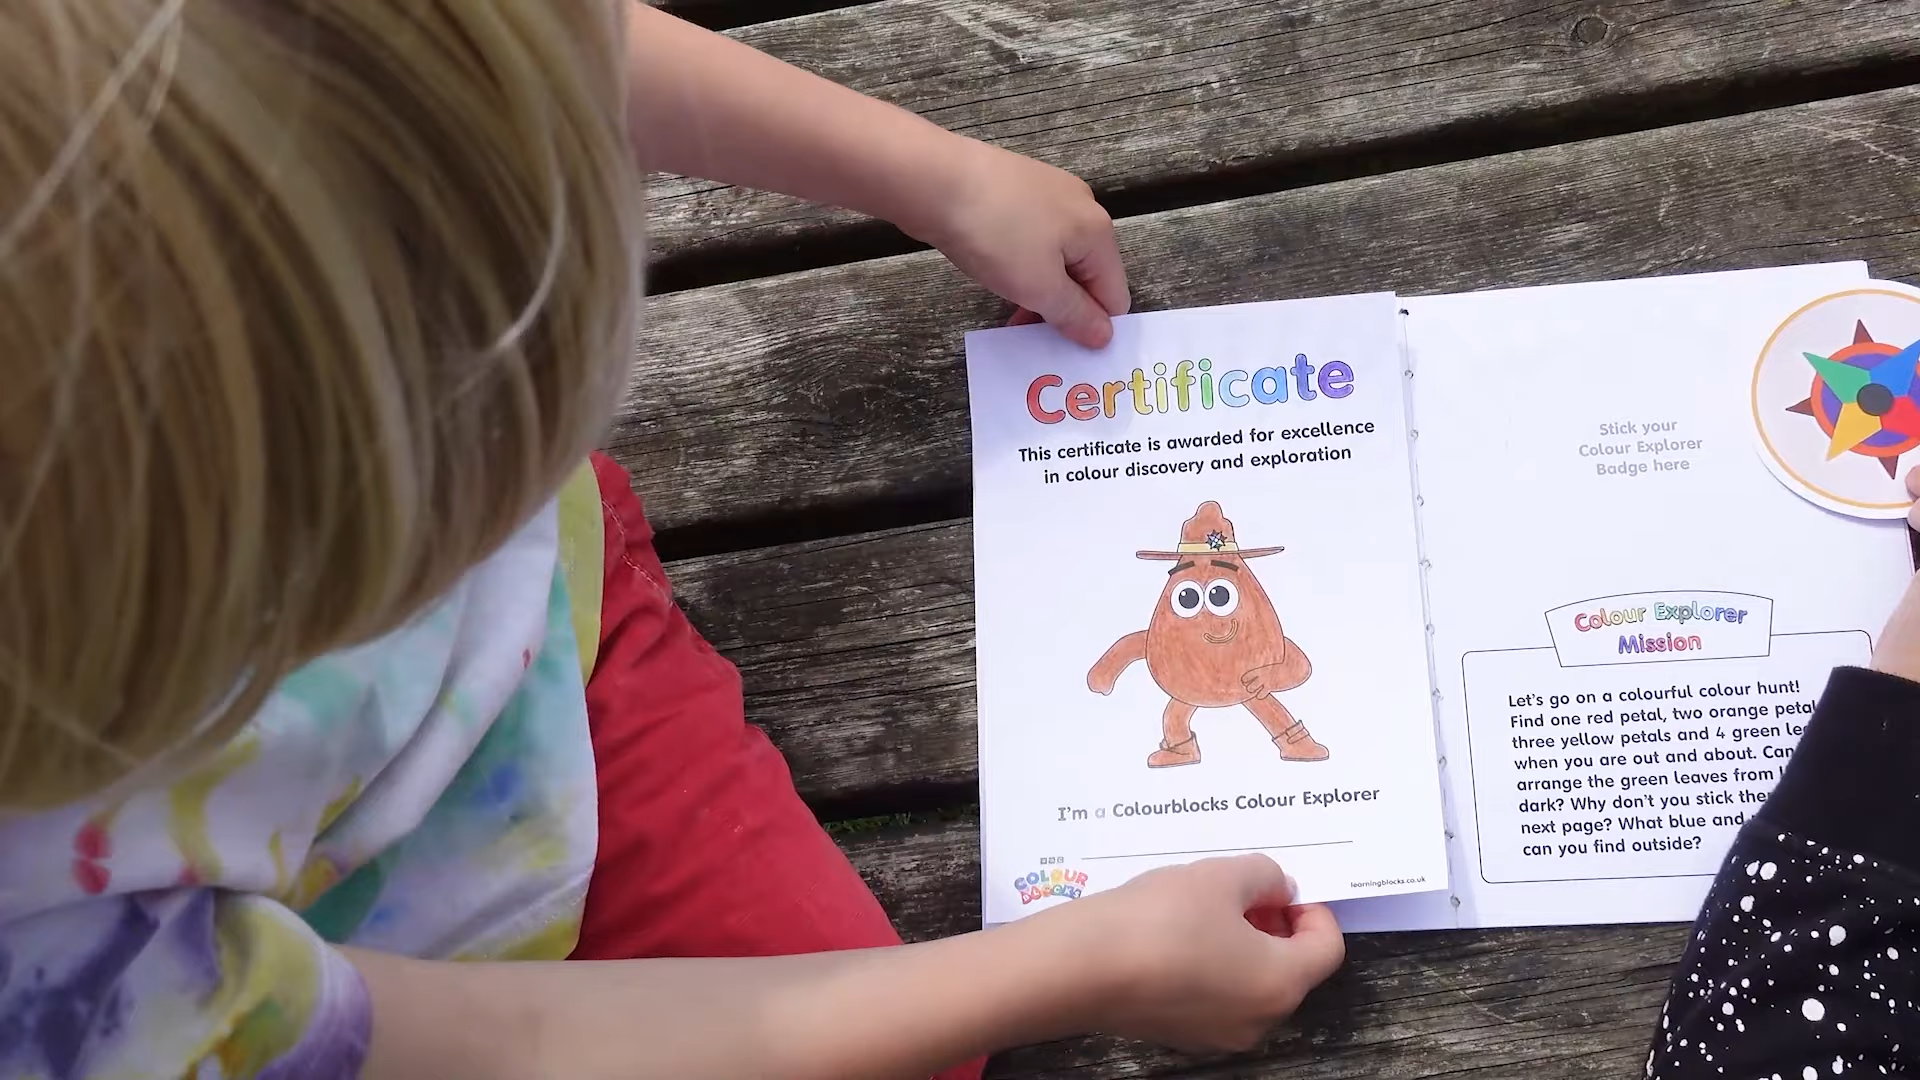 Certificate
This certificate is awarded for excellence
in colour discovery and exploration
I'm a Colourblocks Colour Explorer
BBC
COLOUR
BLOCKS
learningblocks.co.uk
Stick your
Colour Explorer
Badge here
Colour Explorer
Mission
Let's go on a colourful colour hunt!
Find one red petal, two orange petal
three yellow petals and 4 green
when you are out and about. Can
arrange the green leaves from
dark? Why don't you stick
next page? What blue and
can you find outside?